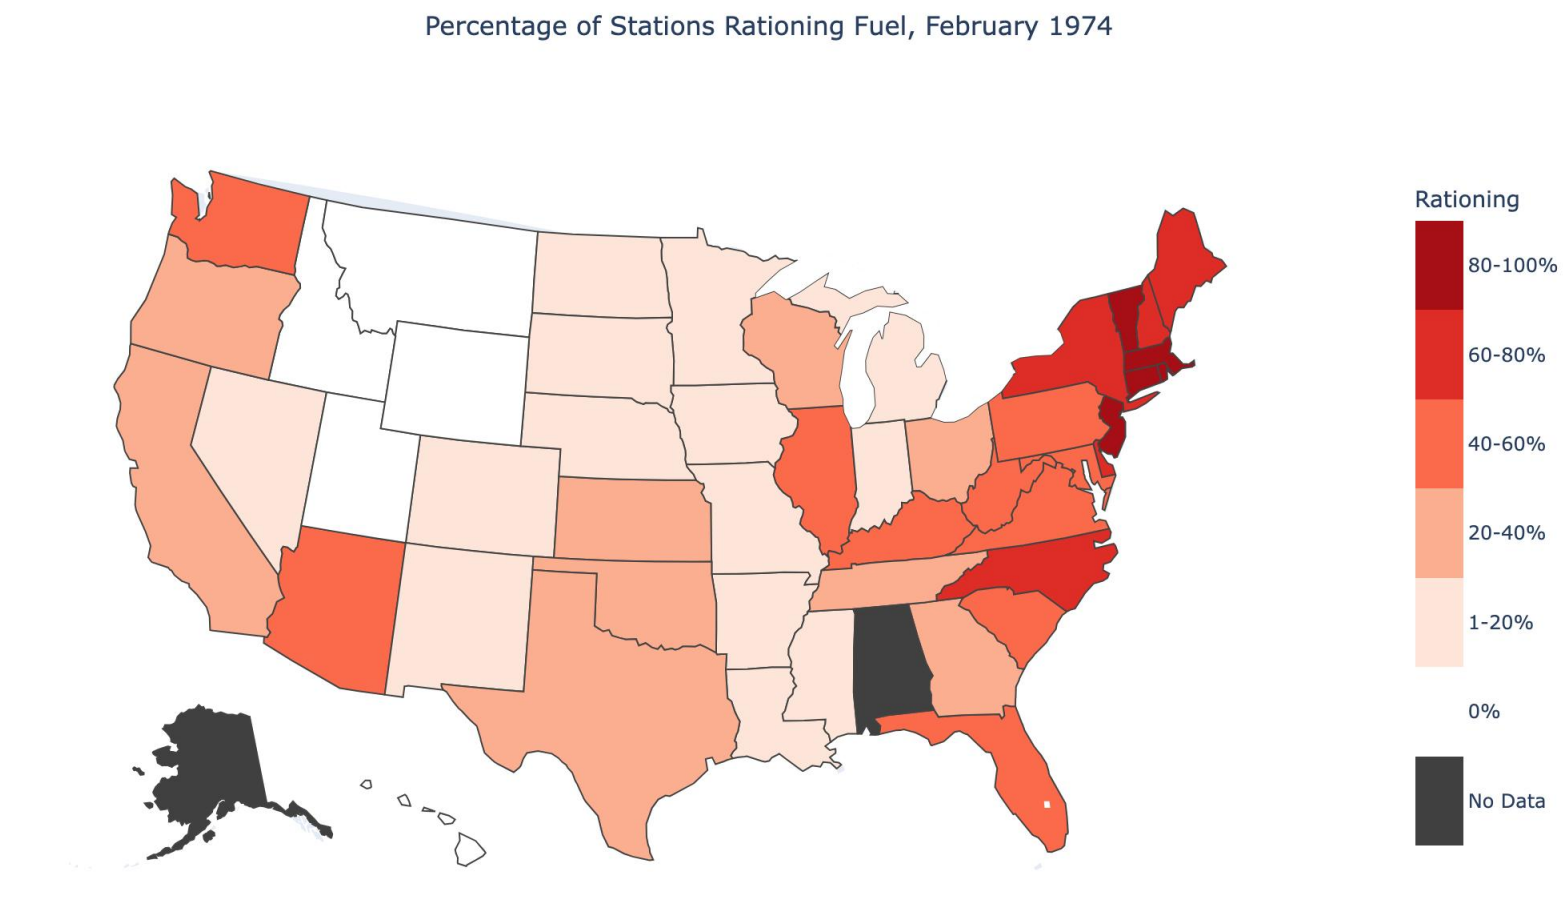 Percentage of Stations Rationing Fuel, February 1974
Rationing
80-100%
60-80%
40-60%
20-40%
1-20%
0%
No Data